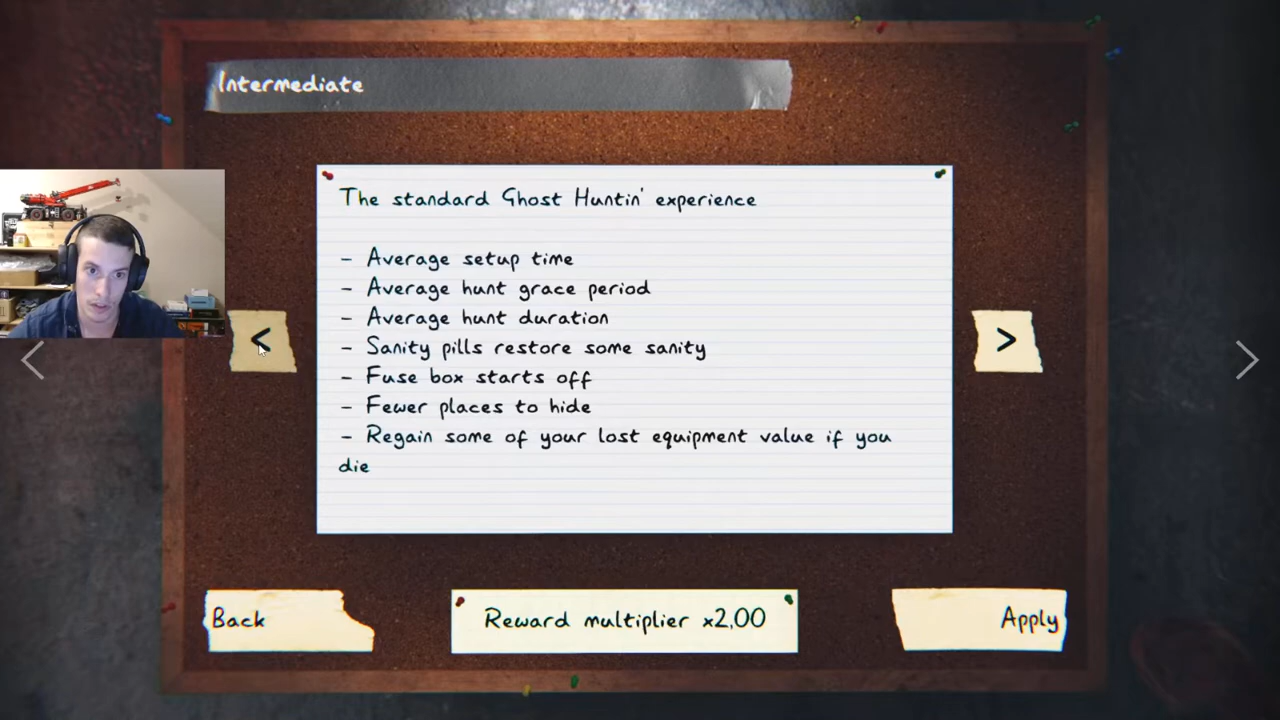 Intermediate
The standard Ghost Huntin' experience
- Average setup time
- Average hunt grace period
- Average hunt duration
- Sanity pills restore some sanity
- Fuse box starts off
- Fewer places to hide
- Regain some of your lost equipment value if you
die
<
>
Back
Reward multiplier x2,00
Apply